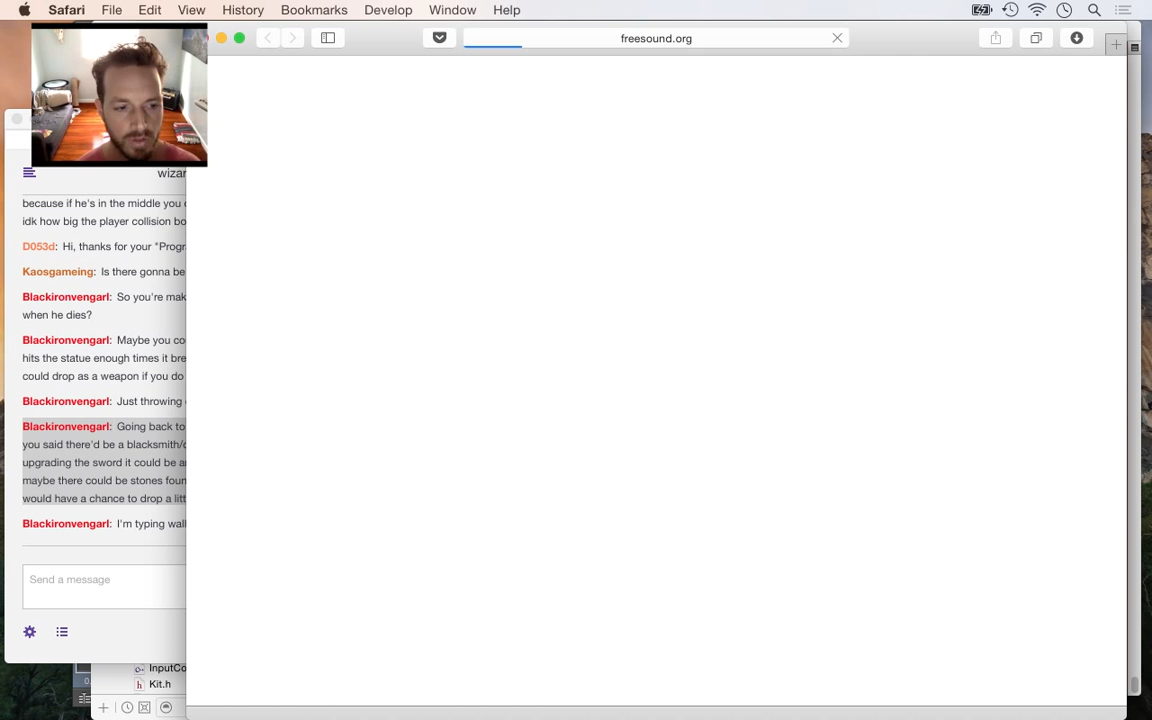 Safari File Edit View History Bookmarks Develop Window Help
freesound.org
wizar
because if he's in the middle you
idk how big the player collision bo
D053d: Hi, thanks for your "Progr
Kaosgameing: Is there gonna be
Blackironvengarl: So you're mak
when he dies?
Blackironvengarl: Maybe you co
hits the statue enough times it bre
could drop as a weapon if you do
Blackironvengarl: Just throwing
Blackironvengarl: Going back to
you said there'd be a blacksmith/
upgrading the sword it could be a
maybe there could be stones foun
would have a chance to drop a litt
Blackironvengarl: I'm typing wal
Send a message
InputCo
h Kit.h